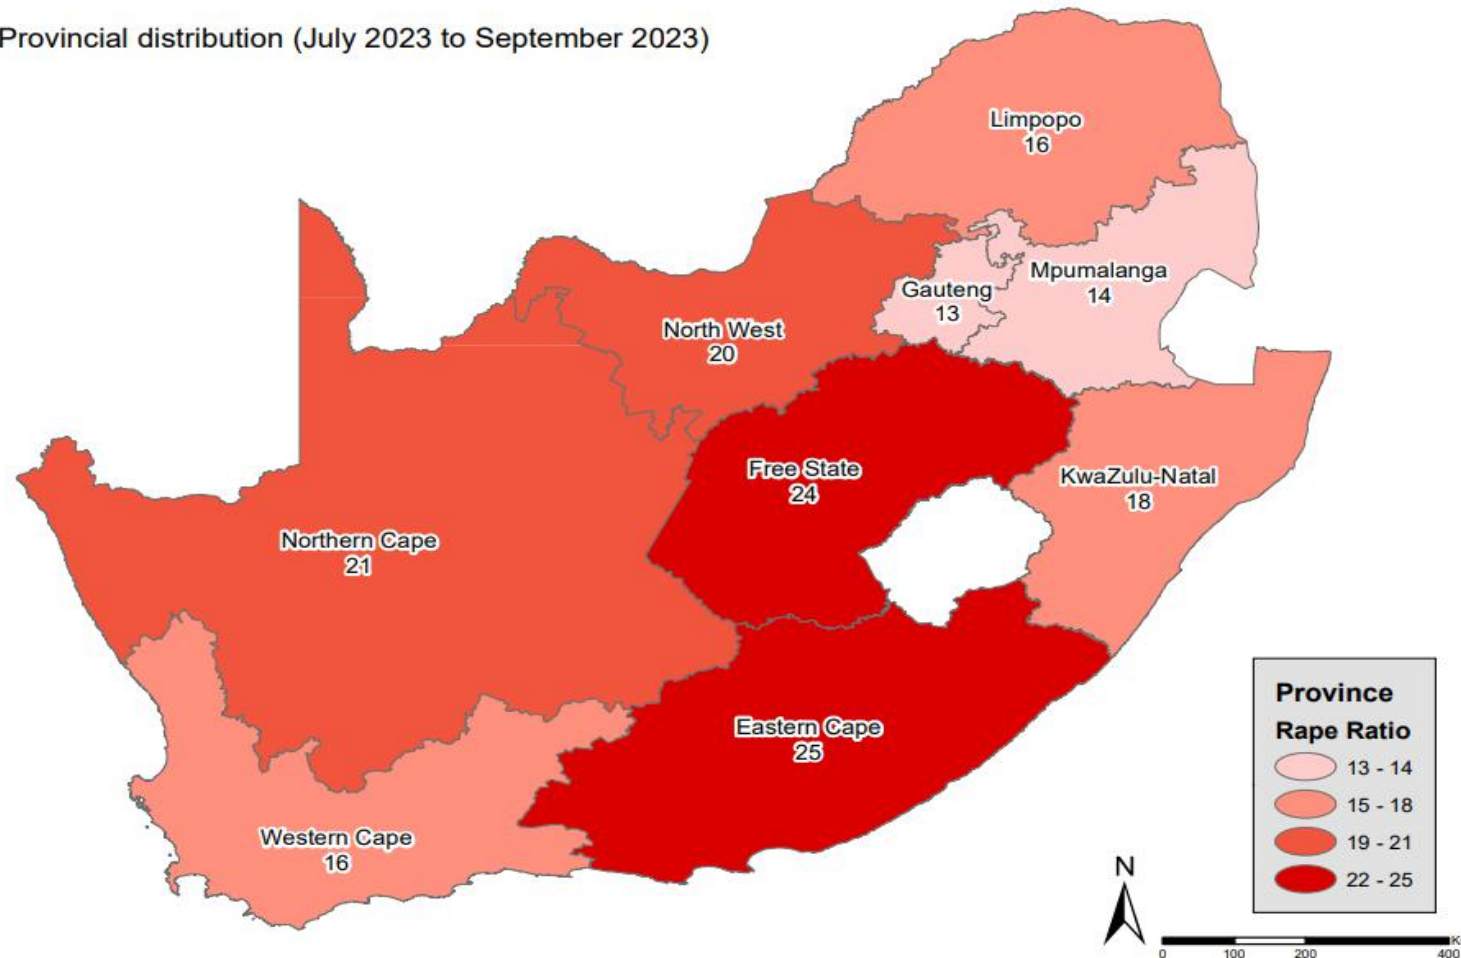 Provincial distribution (July 2023 to September 2023)
Limpopo
16
Mpumalanga
14
Gauteng
13
North West
20
Free State
24
KwaZulu-Natal
18
Northern Cape
21
Eastern Cape
25
Western Cape
16
Province
Rape Ratio
13 - 14
15 - 18
19 - 21
22 - 25
N
0 100 200 400